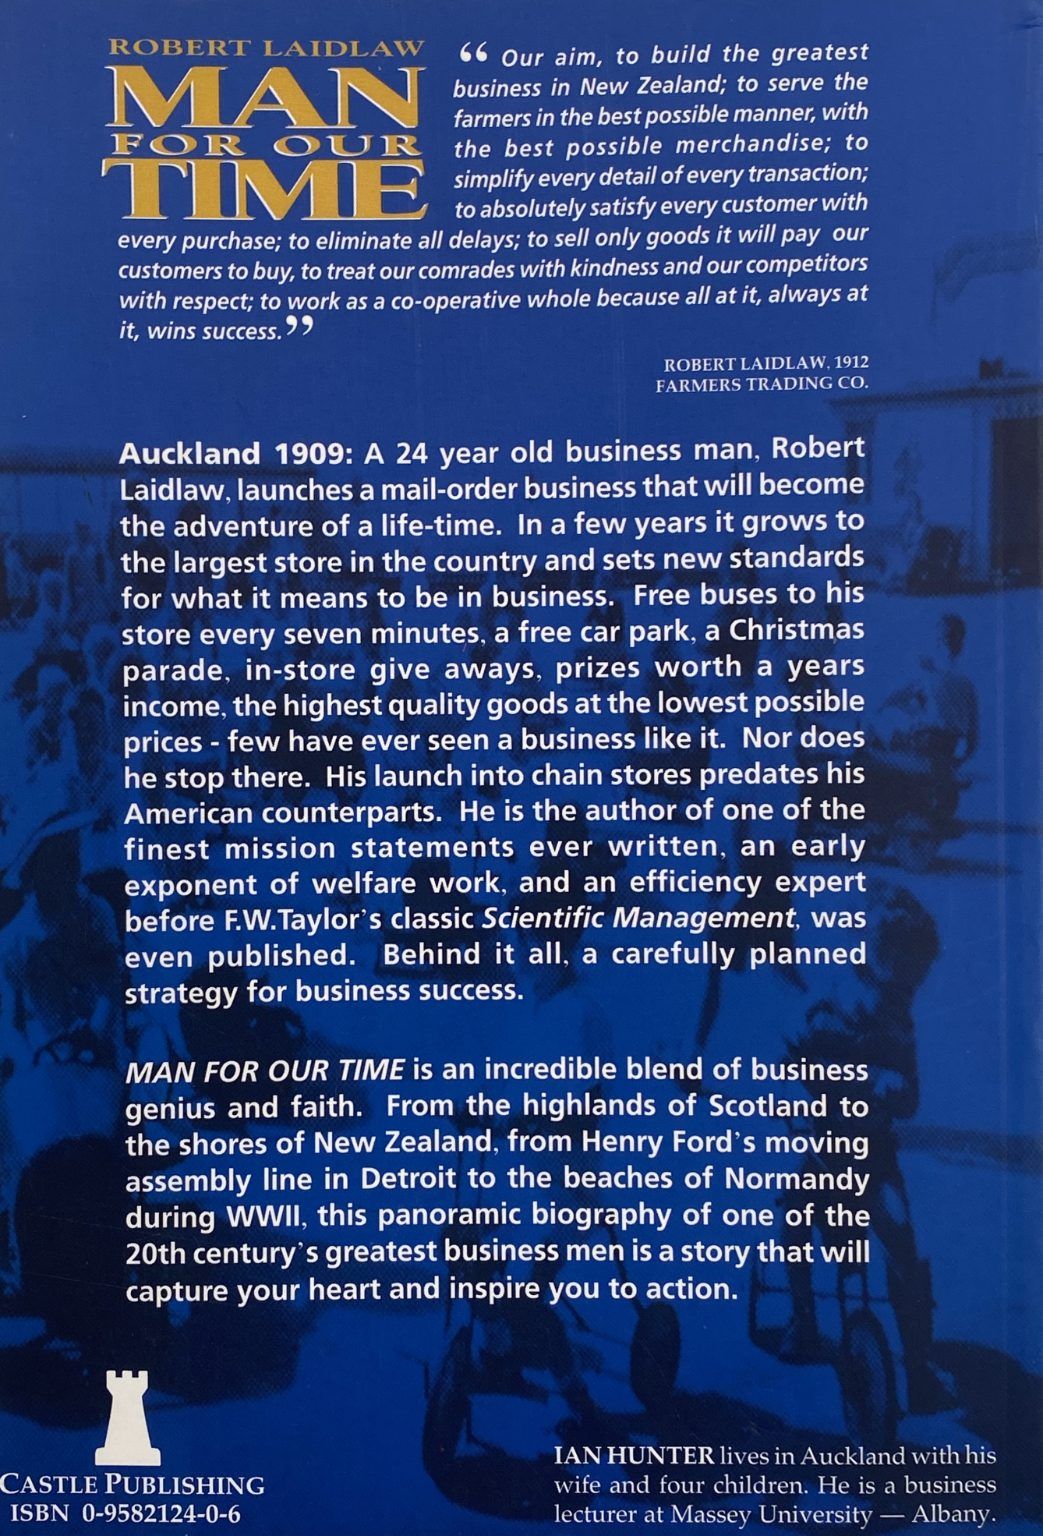 ROBERT LAIDLAW
MAN
FOR OUR
TIME
“Our aim, to build the greatest
business in New Zealand; to serve the
farmers in the best possible manner, with
the best possible merchandise; to
simplify every detail of every transaction;
to absolutely satisfy every customer with
every purchase; to eliminate all delays; to sell only goods it will pay our
customers to buy, to treat our comrades with kindness and our competitors
with respect; to work as a co-operative whole because all at it, always at
it, wins success.”
ROBERT LAIDLAW, 1912
FARMERS TRADING CO.
Auckland 1909: A 24 year old business man, Robert
Laidlaw, launches a mail-order business that will become
the adventure of a life-time. In a few years it grows to
the largest store in the country and sets new standards
for what it means to be in business. Free buses to his
store every seven minutes, a free car park, a Christmas
parade, in-store give aways, prizes worth a years
income, the highest quality goods at the lowest possible
prices - few have ever seen a business like it. Nor does
he stop there. His launch into chain stores predates his
American counterparts. He is the author of one of the
finest mission statements ever written, an early
exponent of welfare work, and an efficiency expert
before F.W.Taylor's classic Scientific Management, was
even published. Behind it all, a carefully planned
strategy for business success.
MAN FOR OUR TIME is an incredible blend of business
genius and faith. From the highlands of Scotland to
the shores of New Zealand, from Henry Ford's moving
assembly line in Detroit to the beaches of Normandy
during WWII, this panoramic biography of one of the
20th century's greatest business men is a story that will
capture your heart and inspire you to action.
CASTLE PUBLISHING
ISBN 0-9582124-0-6
IAN HUNTER lives in Auckland with his
wife and four children. He is a business
lecturer at Massey University — Albany.